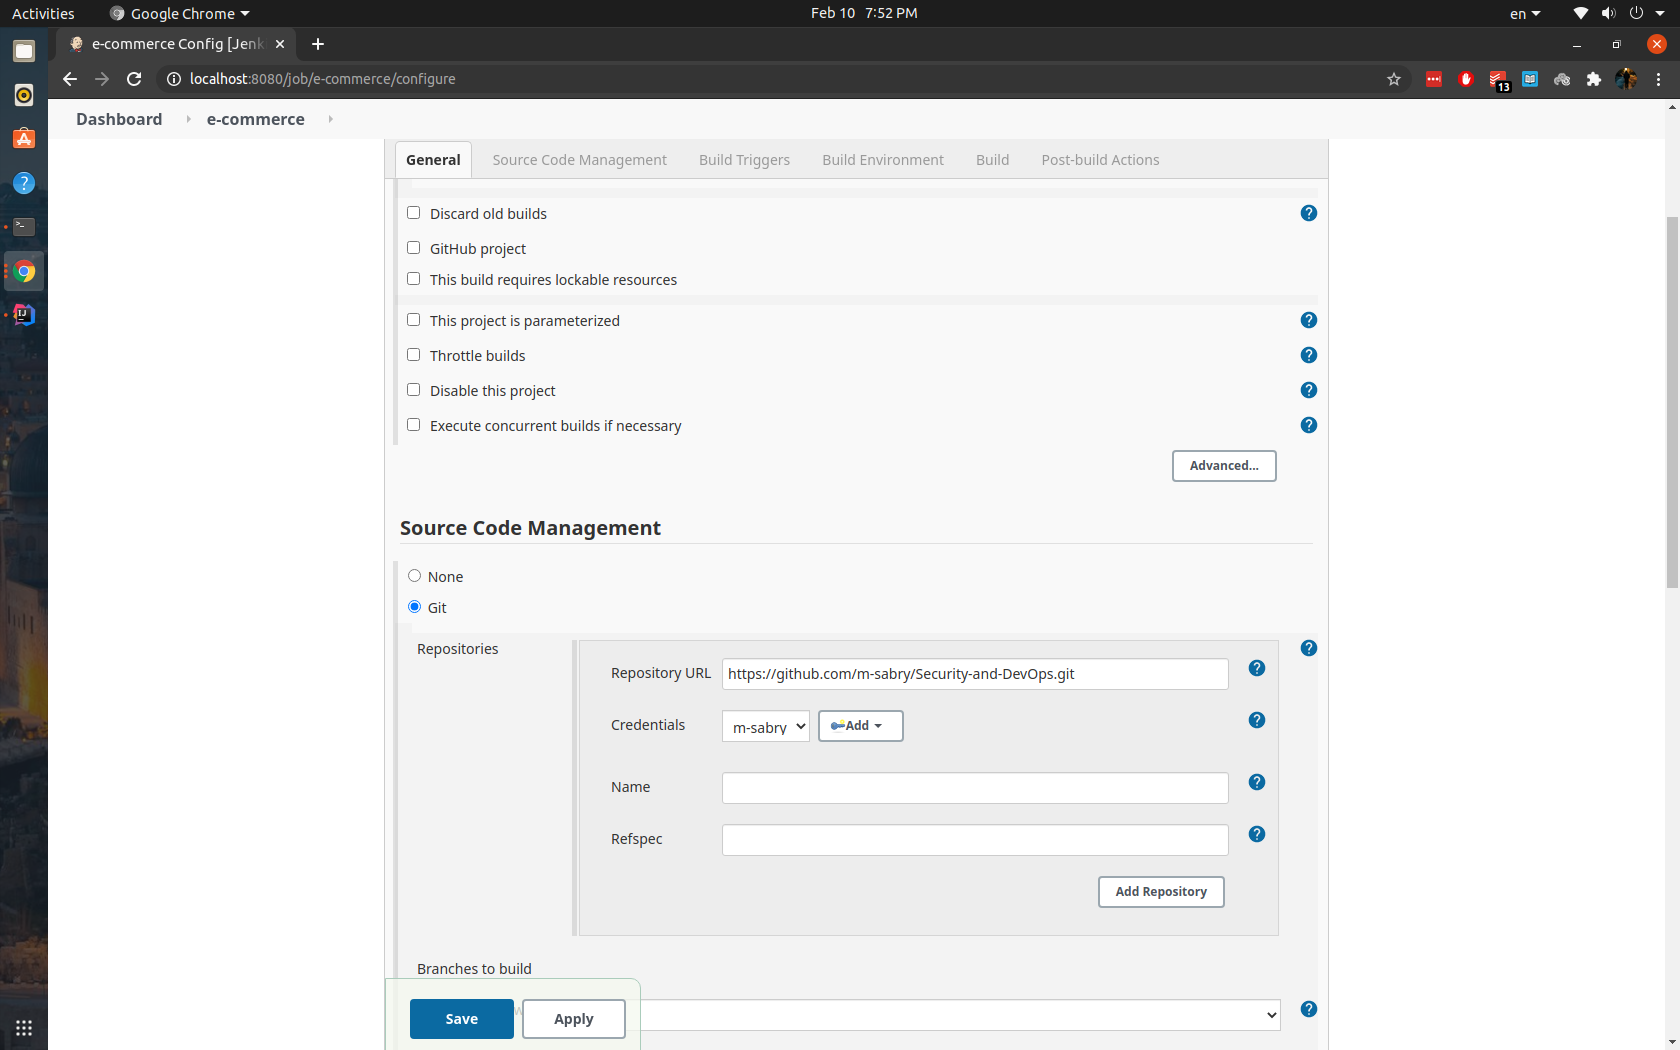 Activities Google Chrome Feb 10 7:52 PM en
e-commerce Config [Jenk
localhost:8080/job/e-commerce/configure
13
Dashboard e-commerce
General Source Code Management Build Triggers Build Environment Build Post-build Actions
Discard old builds
GitHub project
This build requires lockable resources
This project is parameterized
Throttle builds
Disable this project
Execute concurrent builds if necessary
Advanced...
Source Code Management
None
Git
Repositories
Repository URL https://github.com/m-sabry/Security-and-DevOps.git
Credentials m-sabry Add
Name
Refspec
Add Repository
Branches to build
Save Apply